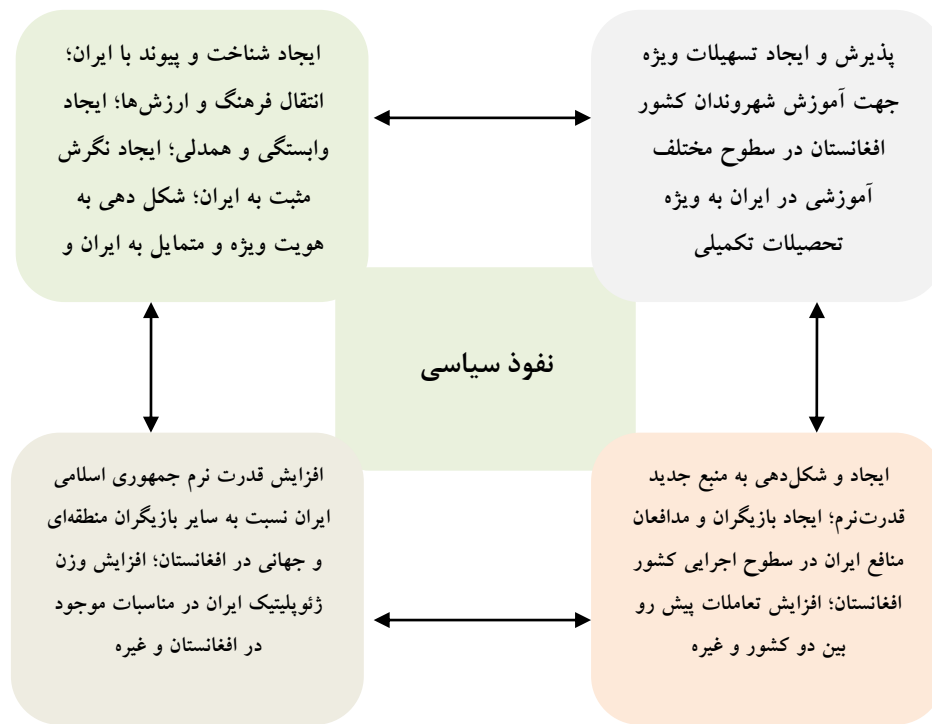 پذیرش و ایجاد تسهیلات ویژه
جهت آموزش شهروندان کشور
افغانستان در سطوح مختلف
آموزشی در ایران به ویژه
تحصیلات تکمیلی
ایجاد شناخت و پیوند با ایران؛
انتقال فرهنگ و ارزش‌ها؛ ایجاد
وابستگی و همدلی؛ ایجاد نگرش
مثبت به ایران؛ شکل دهی به
هویت ویژه و متمایل به ایران و
نفوذ سیاسی
ایجاد و شکل‌دهی به منبع جدید
قدرت‌نرم؛ ایجاد بازیگران و مدافعان
منافع ایران در سطوح اجرایی کشور
افغانستان؛ افزایش تعاملات پیش رو
بین دو کشور و غیره
افزایش قدرت نرم جمهوری اسلامی
ایران نسبت به سایر بازیگران منطقه‌ای
و جهانی در افغانستان؛ افزایش وزن
ژئوپلیتیک ایران در مناسبات موجود
در افغانستان و غیره